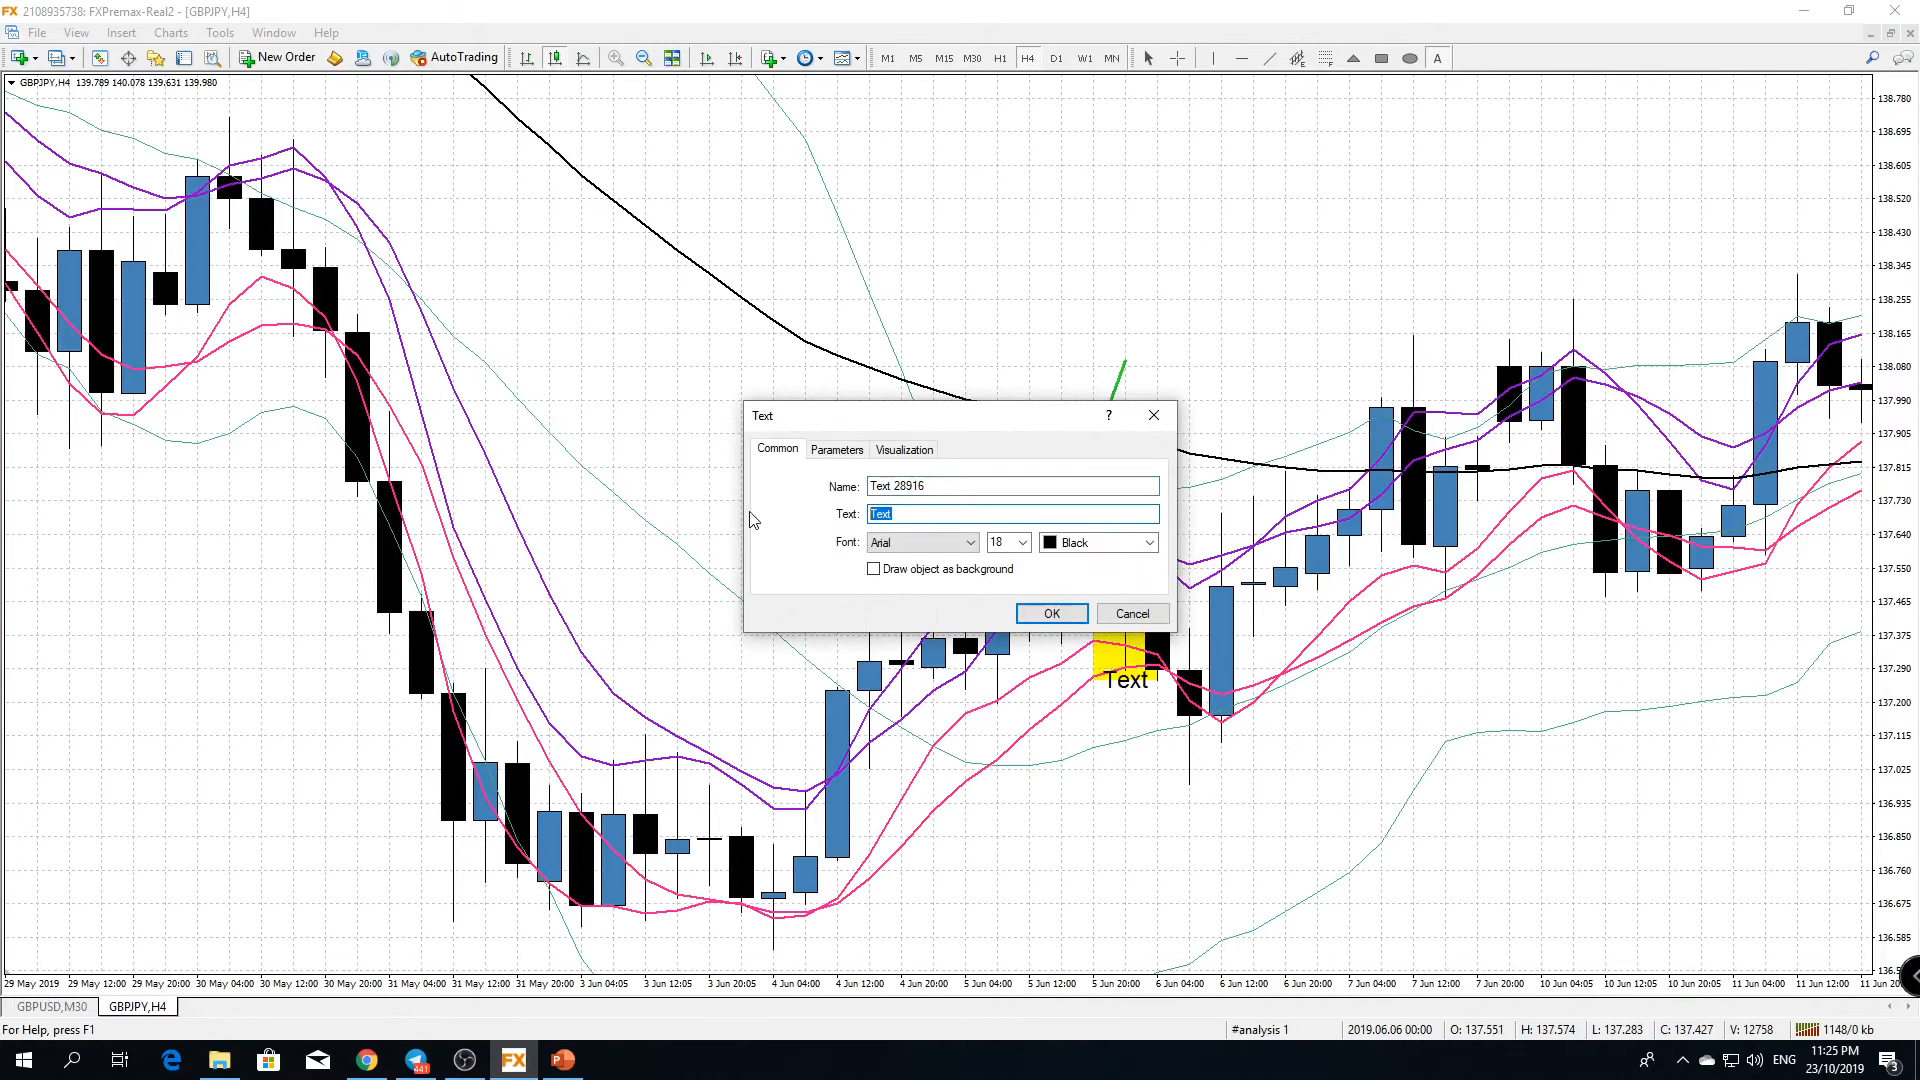 FX 2108935738: FXPremax-Real2 - [GBPJPY,H4]
File View Insert Charts Tools Window Help
New Order AutoTrading M1 M5 M15 M30 H1 H4 D1 W1 MN A
GBPJPY,H4 139.789 140.078 139.631 139.980
138.780
138.695
138.605
138.520
138.430
138.345
138.255
138.165
138.080
137.990
137.905
137.815
137.730
137.640
137.550
137.465
137.375
137.290
137.200
137.115
137.025
136.935
136.850
136.760
136.675
136.585
Text ?
Common Parameters Visualization
Name: Text 28916
Text: Text
Font: Arial 18 Black
Draw object as background
OK Cancel
Text
29 May 2019 29 May 12:00 29 May 20:00 30 May 04:00 30 May 12:00 30 May 20:00 31 May 04:00 31 May 12:00 31 May 20:00 3 Jun 04:05 3 Jun 12:05 3 Jun 20:05 4 Jun 04:00 4 Jun 12:00 4 Jun 20:00 5 Jun 04:00 5 Jun 12:00 5 Jun 20:00 6 Jun 04:00 6 Jun 12:00 6 Jun 20:00 7 Jun 04:00 7 Jun 12:00 7 Jun 20:00 10 Jun 04:05 10 Jun 12:05 10 Jun 20:05 11 Jun 04:00 11 Jun 12:00
GBPUSD,M30 GBPJPY,H4
For Help, press F1 #analysis 1 2019.06.06 00:00 O: 137.551 H: 137.574 L: 137.283 C: 137.427 V: 12758 1148/0 kb
441 FX P ENG 11:25 PM
23/10/2019 3